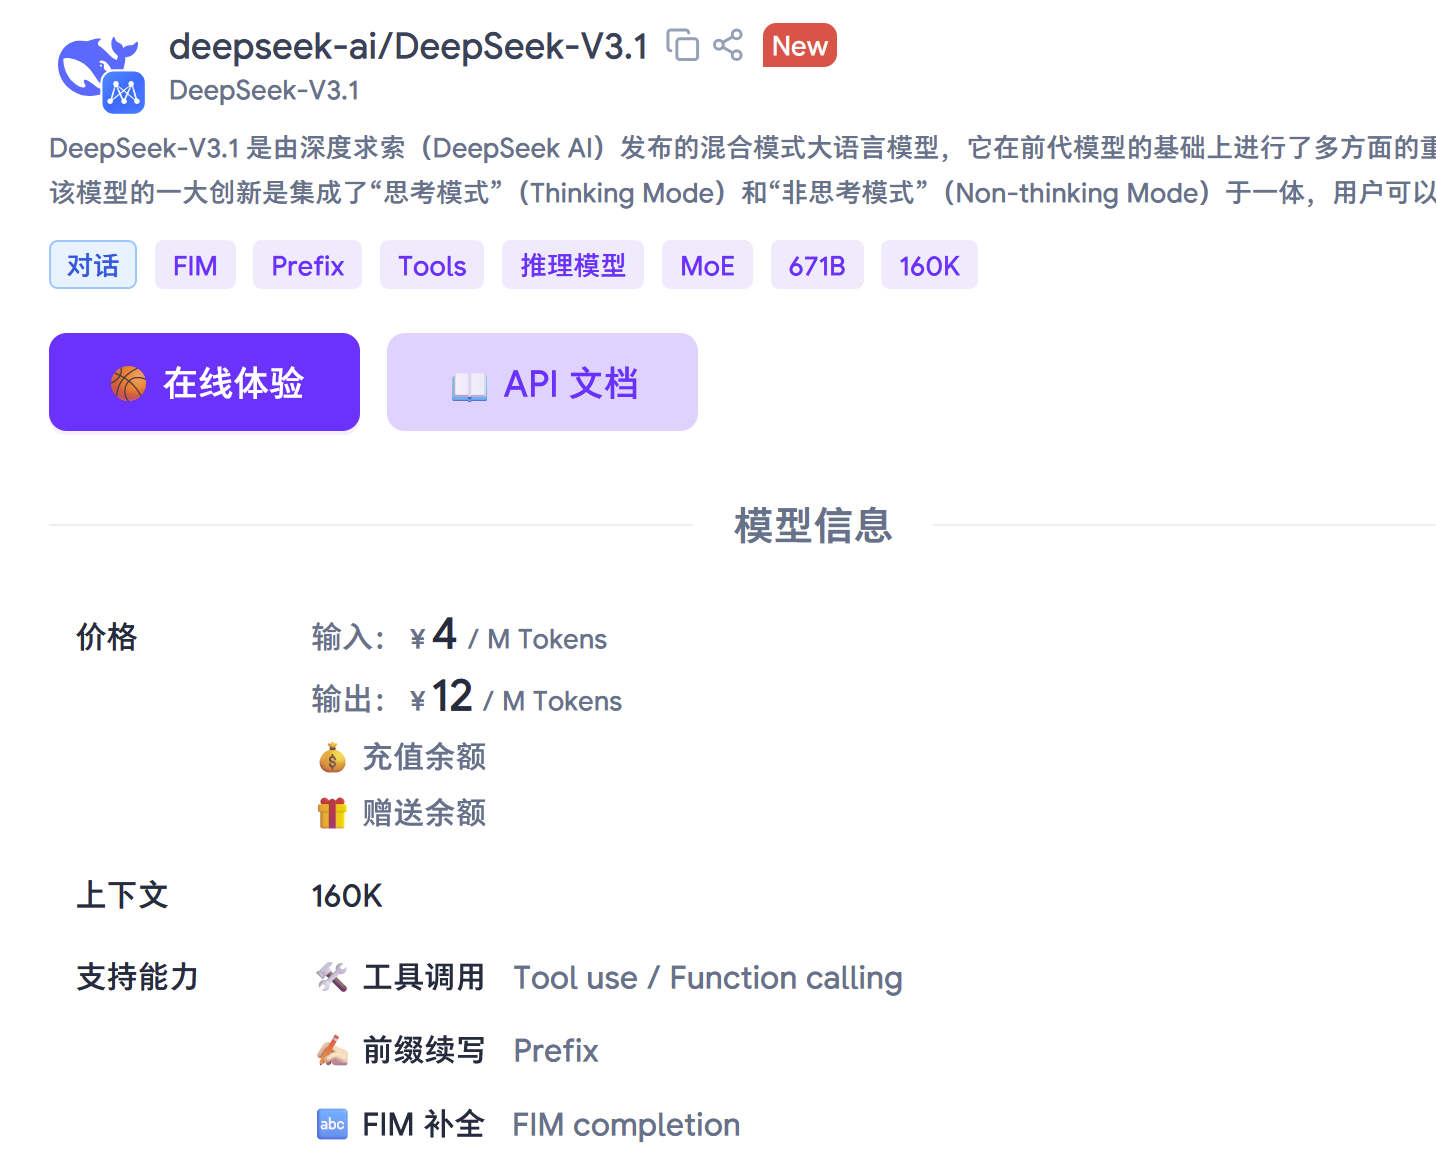 deepseek-ai/DeepSeek-V3.1 New
DeepSeek-V3.1
DeepSeek-V3.1 是由深度求索（DeepSeek AI）发布的混合模式大语言模型，它在前代模型的基础上进行了多方面的重
该模型的一大创新是集成了“思考模式”（Thinking Mode）和“非思考模式”（Non-thinking Mode）于一体，用户可以
对话 FIM Prefix Tools 推理模型 MoE 671B 160K
在线体验 API 文档
模型信息
价格 输入： ¥ 4 / M Tokens
输出： ¥ 12 / M Tokens
充值余额
赠送余额
上下文 160K
支持能力 工具调用 Tool use / Function calling
前缀续写 Prefix
abc FIM 补全 FIM completion